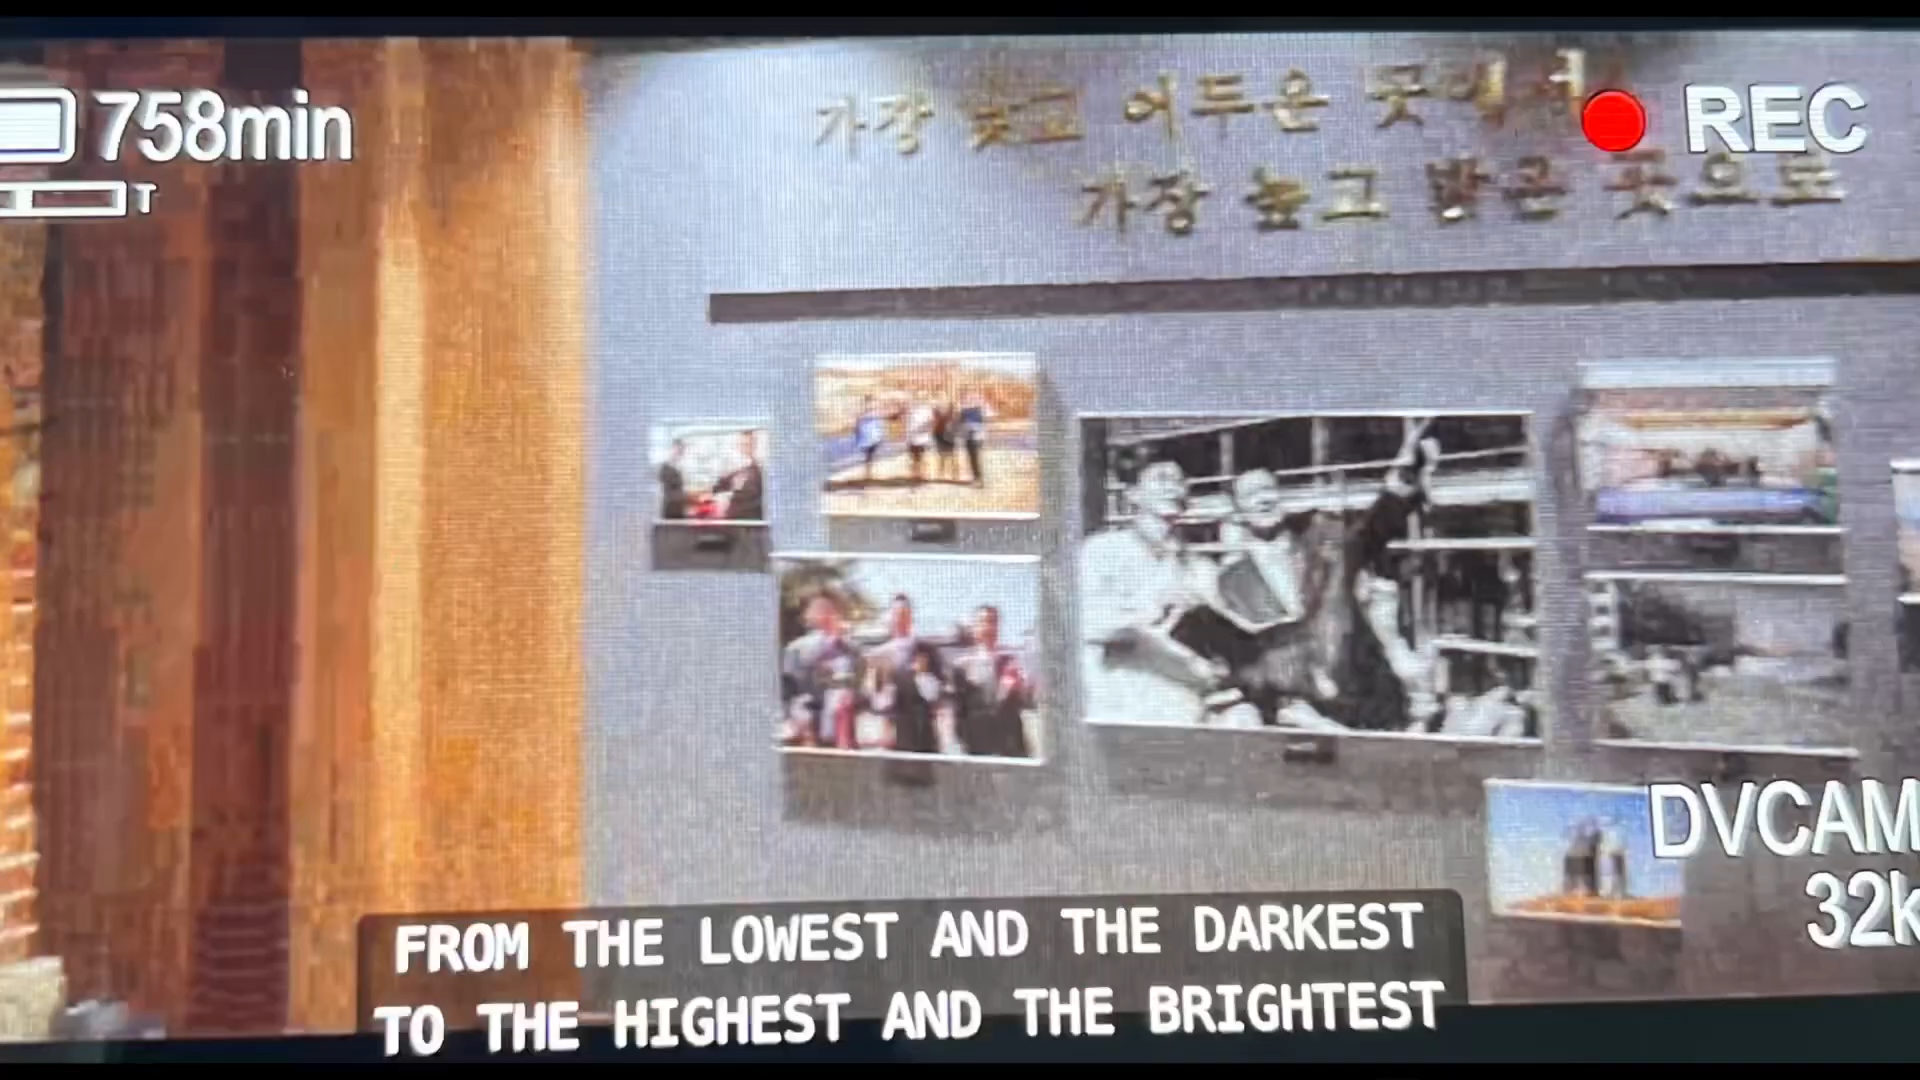 758min
T
REC
가장 낮고 어두운 곳에서
가장 높고 밝은 곳으로
DVCAM
32k
FROM THE LOWEST AND THE DARKEST
TO THE HIGHEST AND THE BRIGHTEST